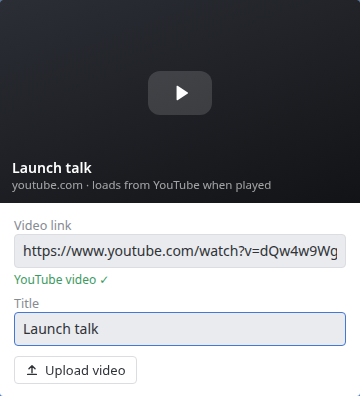 Launch talk
youtube.com · loads from YouTube when played
Video link
https://www.youtube.com/watch?v=dQw4w9Wg
YouTube video ✓
Title
Launch talk
Upload video